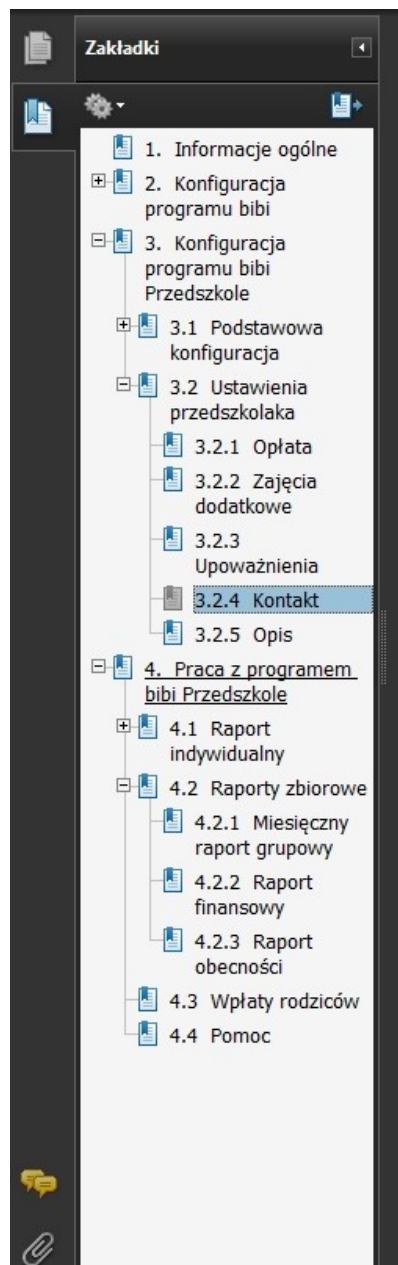 Zakładki
1. Informacje ogólne
2. Konfiguracja
programu bibi
3. Konfiguracja
programu bibi
Przedszkole
3.1 Podstawowa
konfiguracja
3.2 Ustawienia
przedszkolaka
3.2.1 Opłata
3.2.2 Zajęcia
dodatkowe
3.2.3
Upoważnienia
3.2.4 Kontakt
3.2.5 Opis
4. Praca z programem
bibi Przedszkole
4.1 Raport
indywidualny
4.2 Raporty zbiorowe
4.2.1 Miesięczny
raport grupowy
4.2.2 Raport
finansowy
4.2.3 Raport
obecności
4.3 Wpłaty rodziców
4.4 Pomoc